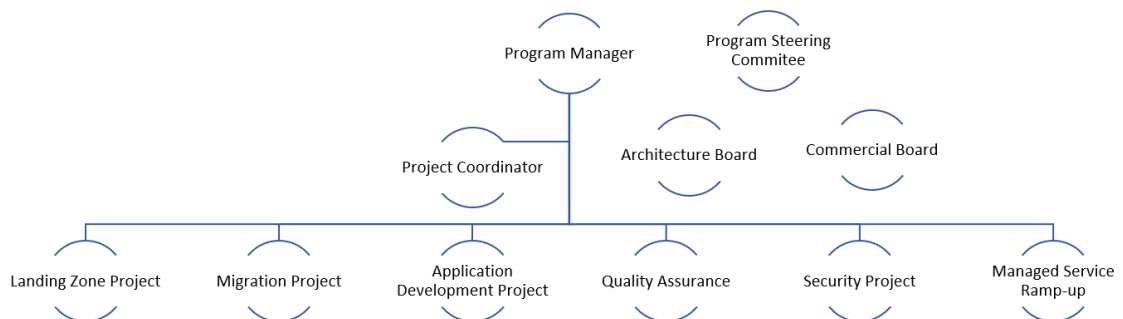 Program Manager
Program Steering
Commitee
Project Coordinator
Architecture Board
Commercial Board
Landing Zone Project
Migration Project
Application
Development Project
Quality Assurance
Security Project
Managed Service
Ramp-up